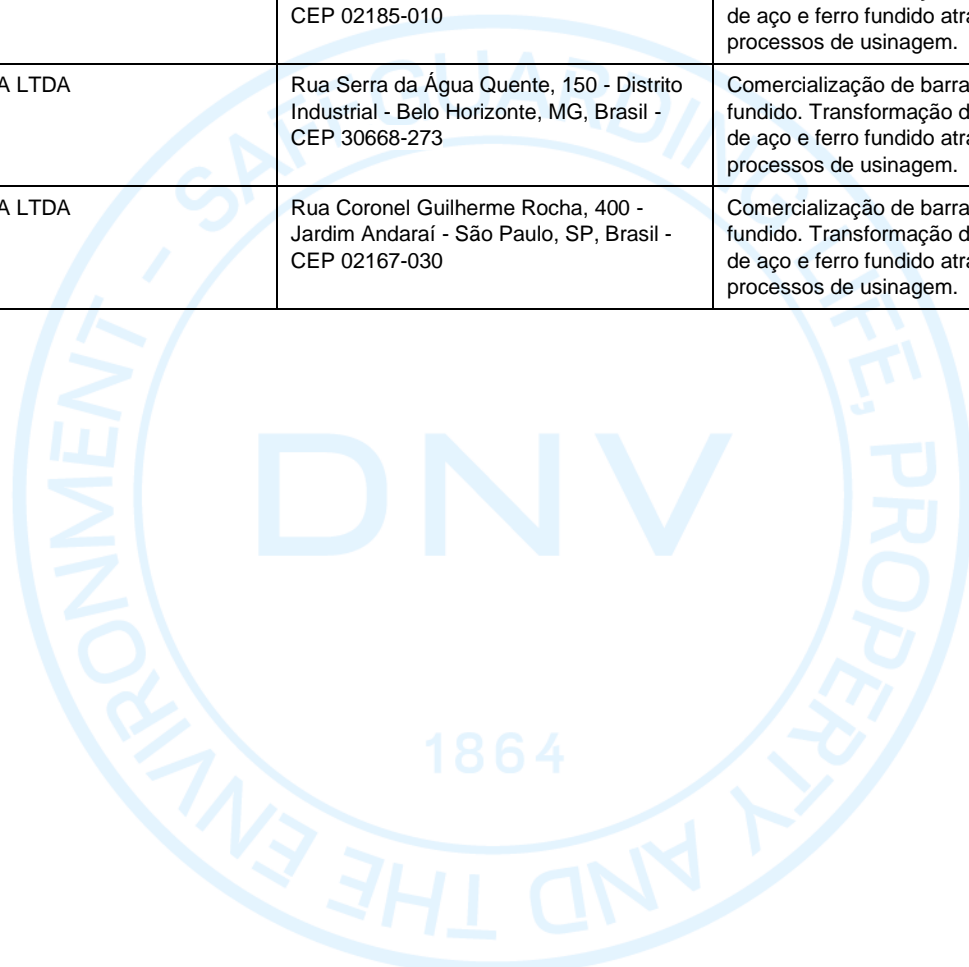 CEP 02185-010
de aço e ferro fundido
processos de usinagem.
A LTDA
Rua Serra da Água Quente, 150 - Distrito
Industrial - Belo Horizonte, MG, Brasil -
CEP 30668-273
Comercialização de barra
fundido. Transformação
de aço e ferro fundido
processos de usinagem.
A LTDA
Rua Coronel Guilherme Rocha, 400 -
Jardim Andaraí - São Paulo, SP, Brasil -
CEP 02167-030
Comercialização de barra
fundido. Transformação
de aço e ferro fundido
processos de usinagem.
SAFEGUARDING LIFE, PROPERTY AND THE ENVIRONMENT -
DNV
1864